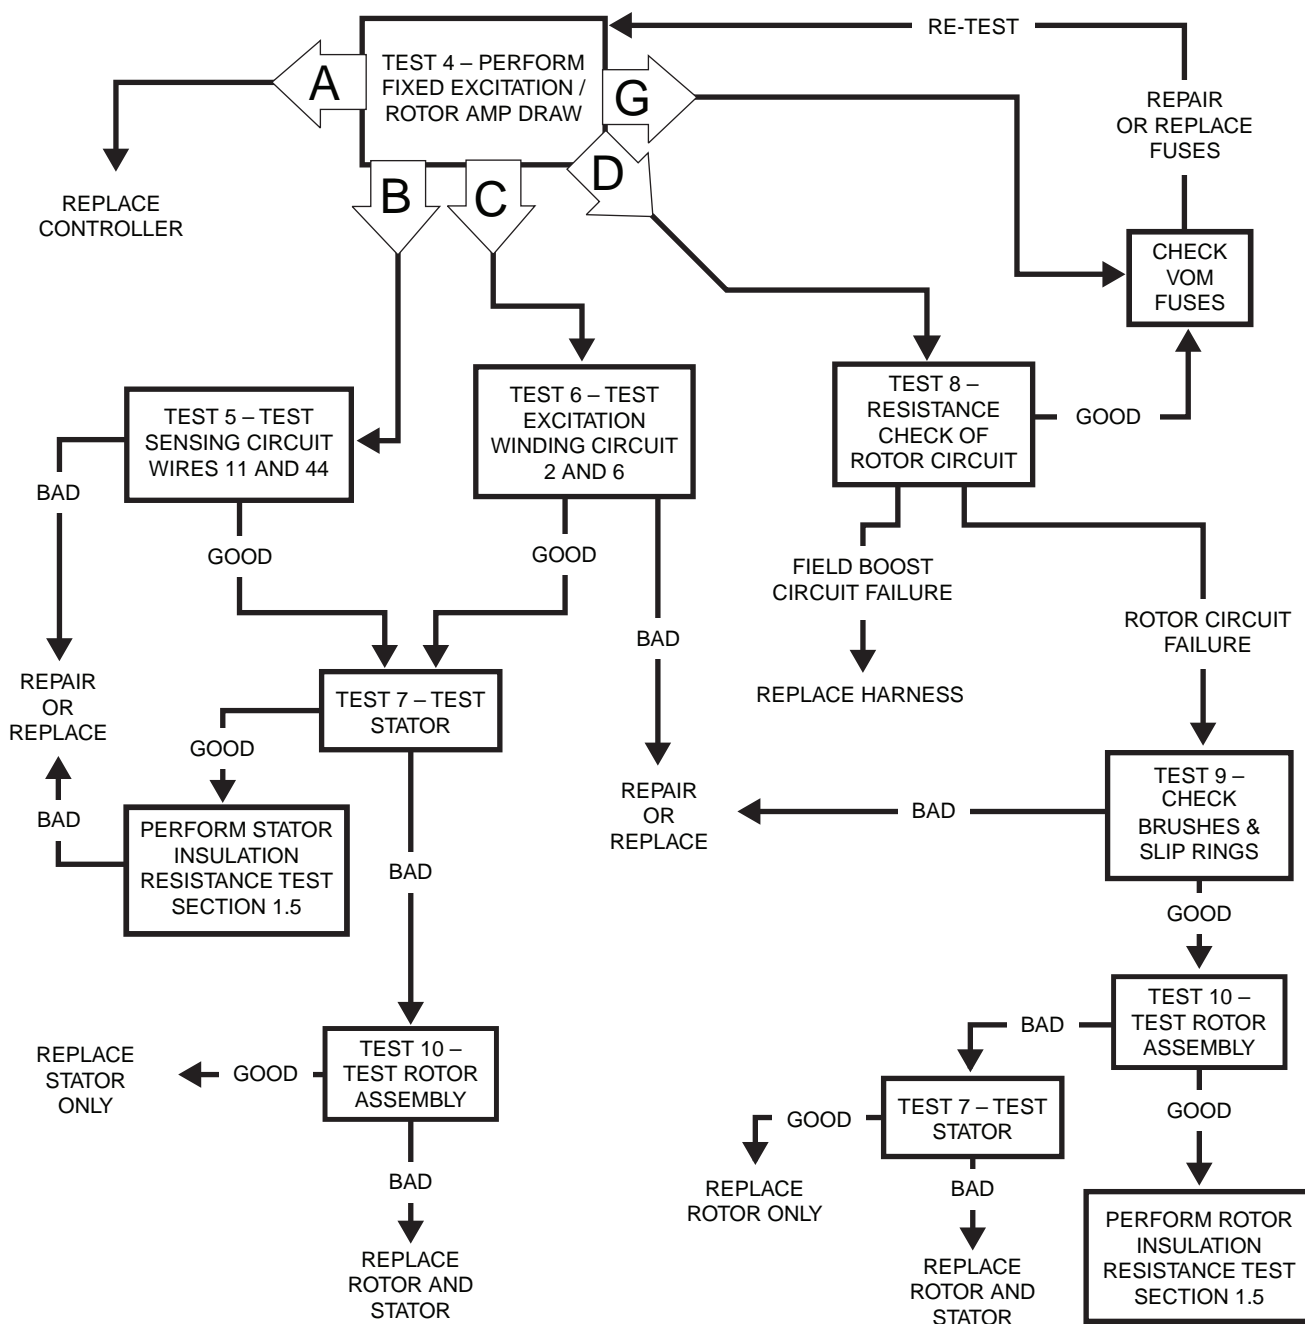 RE-TEST
TEST 4 – PERFORM
FIXED EXCITATION /
ROTOR AMP DRAW
A
G
B
C
D
REPAIR
OR REPLACE
FUSES
REPLACE
CONTROLLER
CHECK
VOM
FUSES
TEST 5 – TEST
SENSING CIRCUIT
WIRES 11 AND 44
TEST 6 – TEST
EXCITATION
WINDING CIRCUIT
2 AND 6
TEST 8 –
RESISTANCE
CHECK OF
ROTOR CIRCUIT
GOOD
BAD
GOOD
GOOD
FIELD BOOST
CIRCUIT FAILURE
ROTOR CIRCUIT
FAILURE
BAD
REPAIR
OR
REPLACE
TEST 7 – TEST
STATOR
REPLACE HARNESS
GOOD
BAD
PERFORM STATOR
INSULATION
RESISTANCE TEST
SECTION 1.5
BAD
REPAIR
OR
REPLACE
BAD
TEST 9 –
CHECK
BRUSHES &
SLIP RINGS
GOOD
TEST 10 –
TEST ROTOR
ASSEMBLY
BAD
REPLACE
STATOR
ONLY
GOOD
TEST 10 –
TEST ROTOR
ASSEMBLY
GOOD
TEST 7 – TEST
STATOR
GOOD
BAD
REPLACE
ROTOR AND
STATOR
REPLACE
ROTOR ONLY
BAD
REPLACE
ROTOR AND
STATOR
PERFORM ROTOR
INSULATION
RESISTANCE TEST
SECTION 1.5